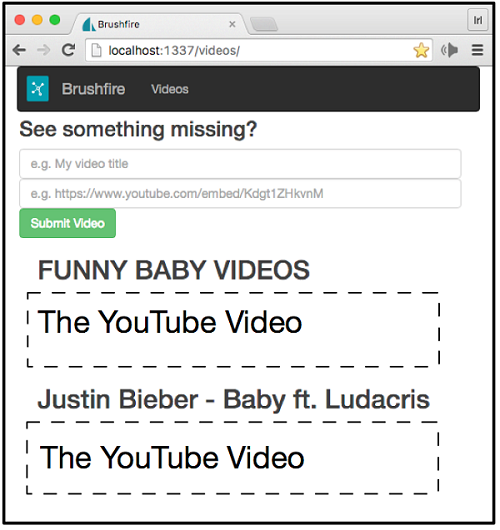 Brushfire
Irl
localhost:1337/videos/
Brushfire Videos
See something missing?
e.g. My video title
e.g. https://www.youtube.com/embed/Kdgt1ZHkvnM
Submit Video
FUNNY BABY VIDEOS
The YouTube Video
Justin Bieber - Baby ft. Ludacris
The YouTube Video